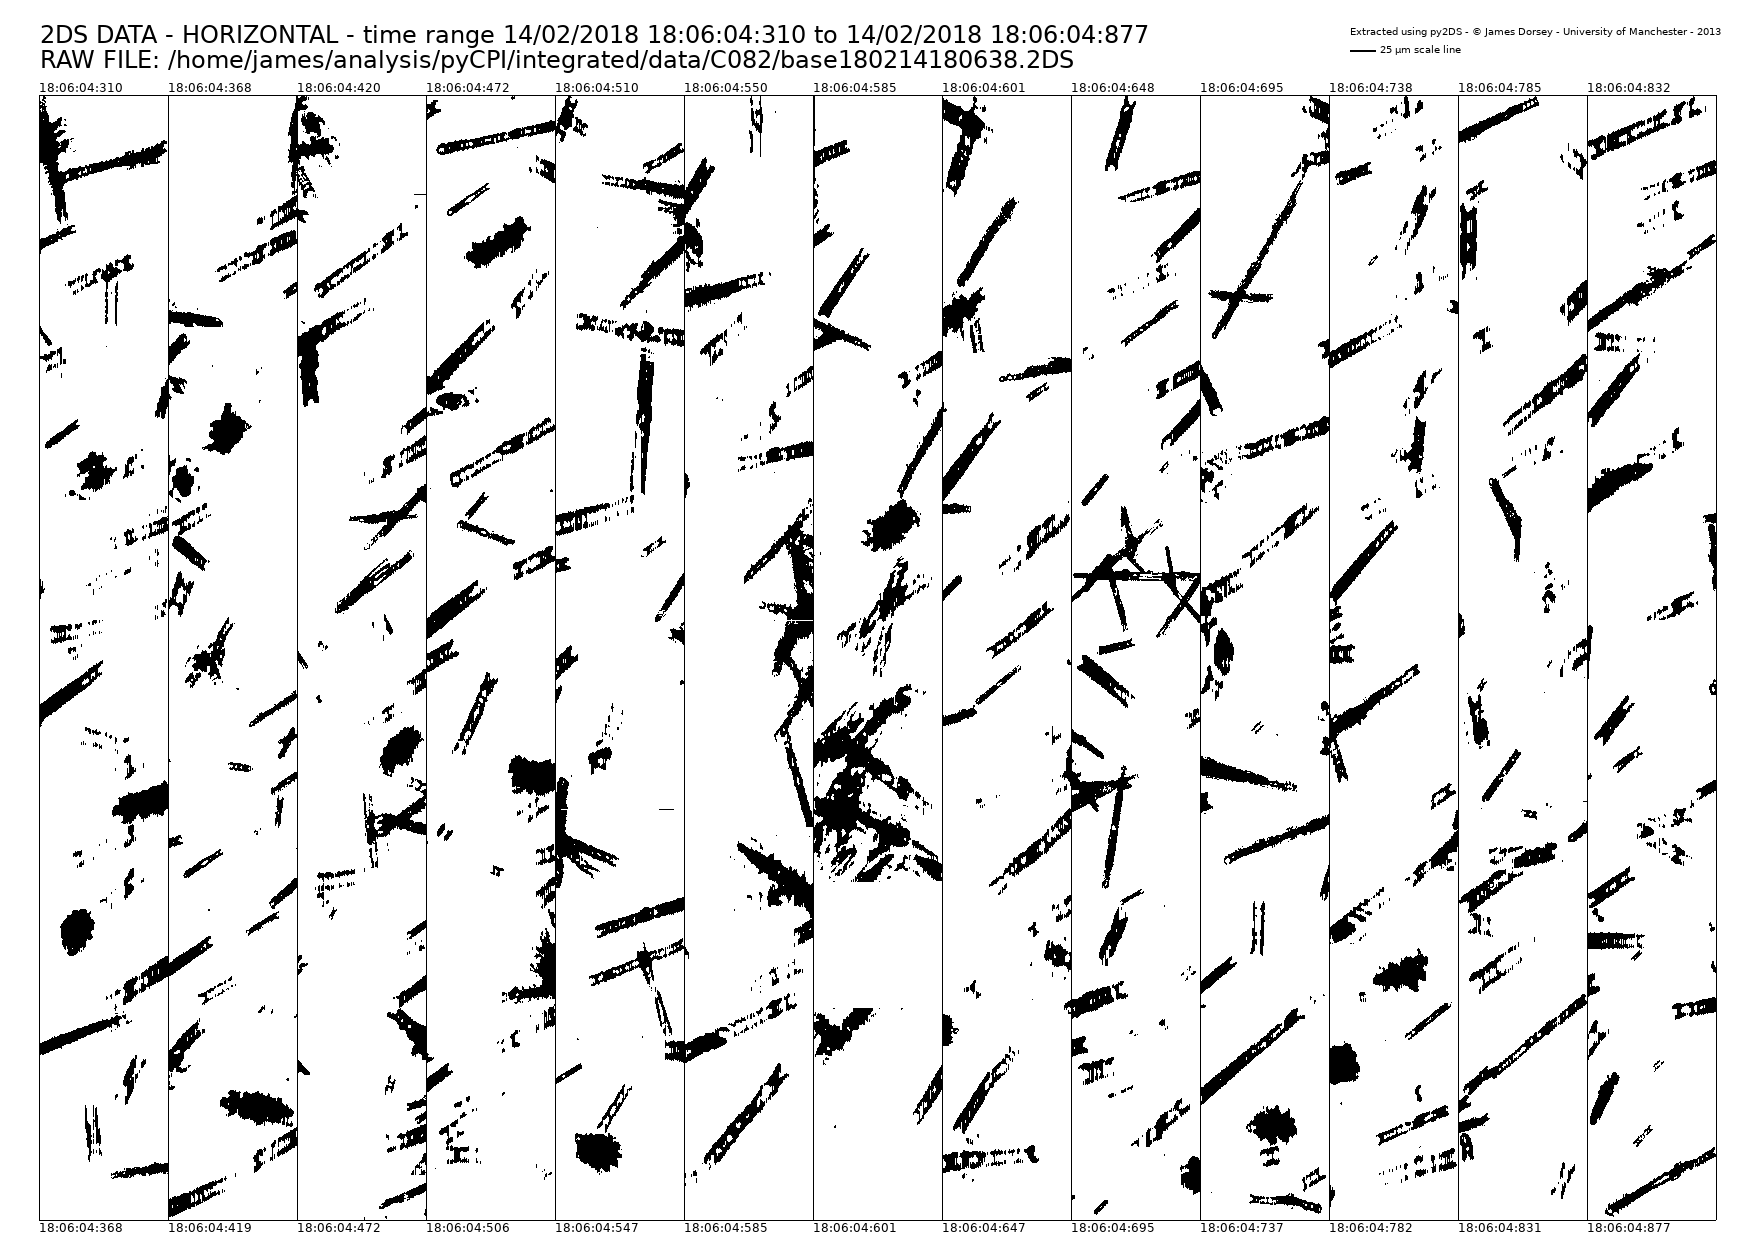 2DS DATA - HORIZONTAL - time range 14/02/2018 18:06:04:310 to 14/02/2018 18:06:04:877
RAW FILE: /home/james/analysis/pyCPI/integrated/data/C082/base180214180638.2DS
Extracted using py2DS - © James Dorsey - University of Manchester - 2013
25 µm scale line
18:06:04:310 18:06:04:368 18:06:04:420 18:06:04:472 18:06:04:510 18:06:04:550 18:06:04:585 18:06:04:601 18:06:04:648 18:06:04:695 18:06:04:738 18:06:04:785 18:06:04:832
18:06:04:368 18:06:04:419 18:06:04:472 18:06:04:506 18:06:04:547 18:06:04:585 18:06:04:601 18:06:04:647 18:06:04:695 18:06:04:737 18:06:04:782 18:06:04:831 18:06:04:877